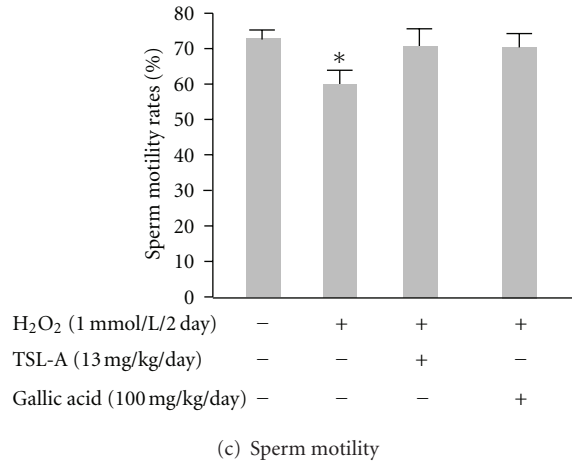 80
70
60
50
40
30
20
10
0
Sperm motility rates (%)
*
H₂O₂ (1 mmol/L/2 day) − + + +
TSL-A (13 mg/kg/day) − − + −
Gallic acid (100 mg/kg/day) − − − +
(c) Sperm motility